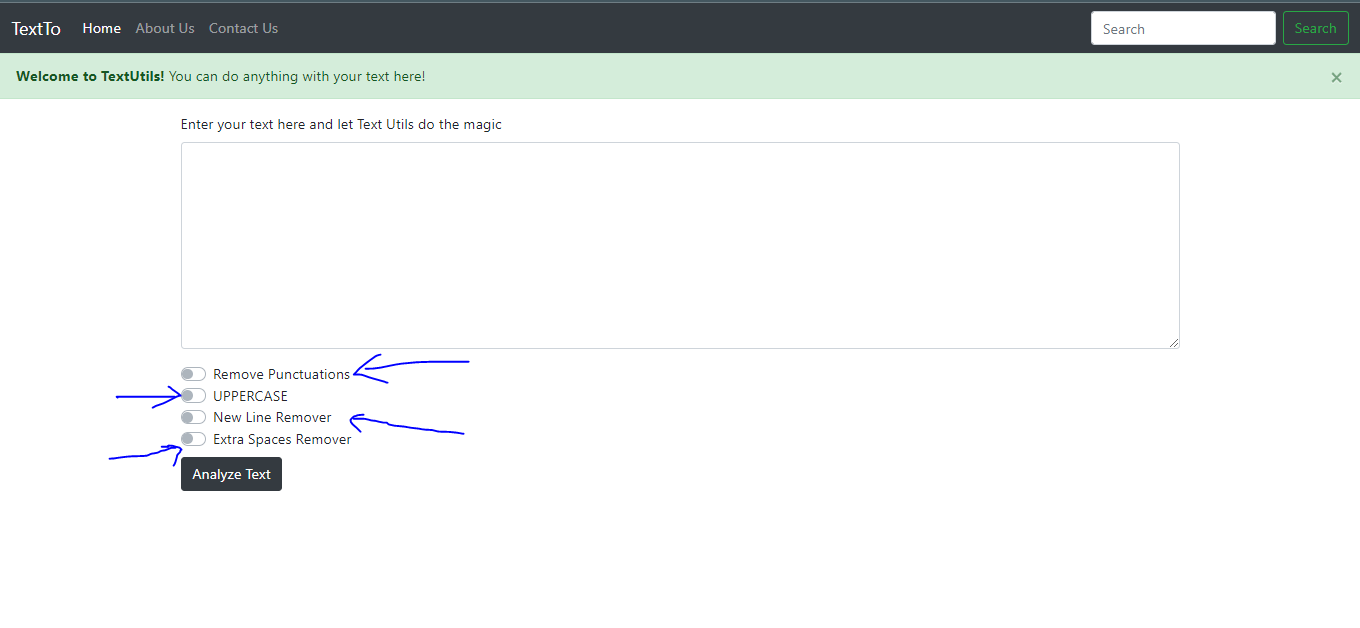 TextTo Home About Us Contact Us Search Search
Welcome to TextUtils! You can do anything with your text here! ×
Enter your text here and let Text Utils do the magic
Remove Punctuations
UPPERCASE
New Line Remover
Extra Spaces Remover
Analyze Text